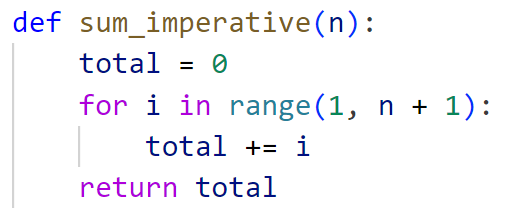 def sum_imperative(n):
    total = 0
    for i in range(1, n + 1):
        total += i
    return total